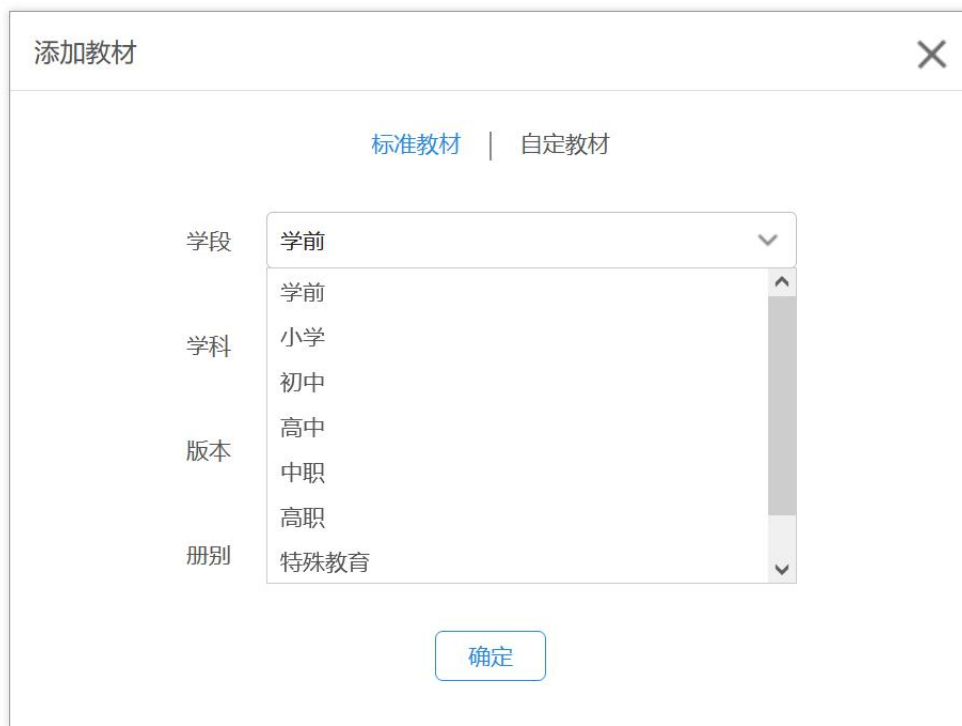 添加教材
标准教材 | 自定教材
学段 学前
学前
学科 小学
初中
高中
版本
中职
高职
册别 特殊教育
确定